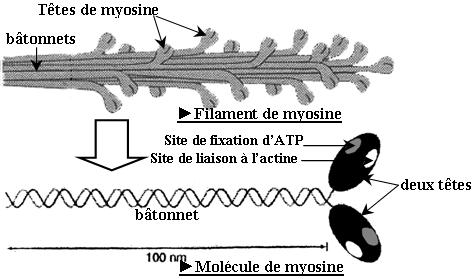 Têtes de myosine
bâtonnets
►Filament de myosine
Site de fixation d'ATP
Site de liaison à l'actine
deux têtes
bâtonnet
100 nm
►Molécule de myosine